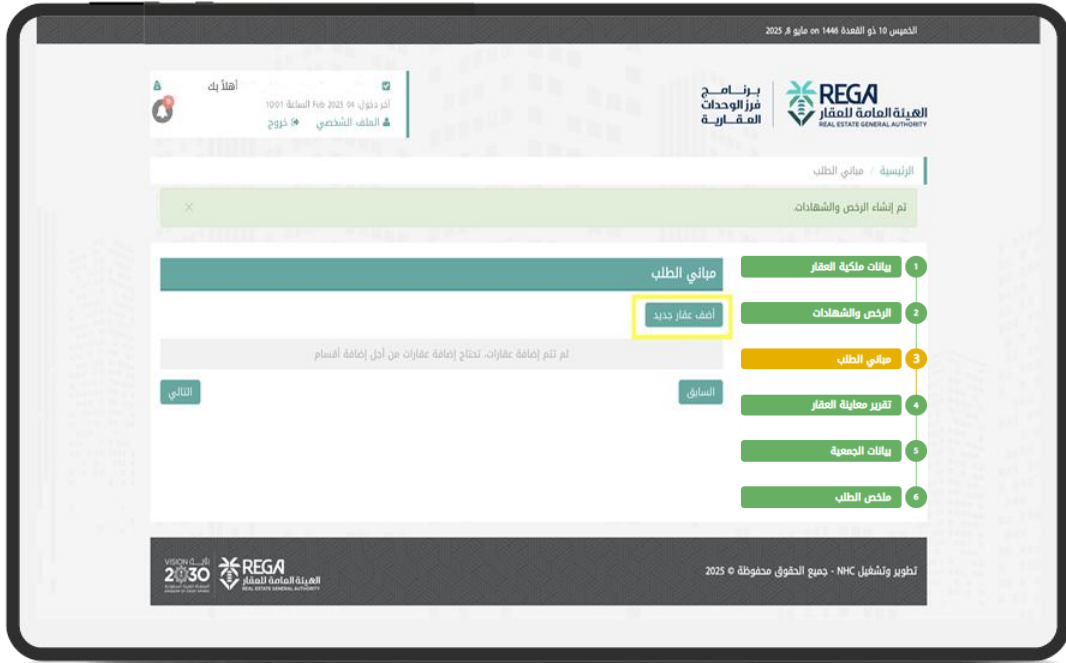 الخميس 10 ذو القعدة 1446 on مايو 8, 2025
برنــامــج
فرز الوحدات
العـقــاريــة
REGA
الهيئة العامة للعقار
REAL ESTATE GENERAL AUTHORITY
أهلاً بك
آخر دخول: 04 Feb 2025 الساعة 10:01
الملف الشخصي خروج
الرئيسية / مباني الطلب
تم إنشاء الرخص والشهادات.
×
1 بيانات ملكية العقار
2 الرخص والشهادات
3 مباني الطلب
4 تقرير معاينة العقار
5 بيانات الجمعية
6 ملخص الطلب
مباني الطلب
أضف عقار جديد
لم تتم إضافة عقارات، تحتاج إضافة عقارات من أجل إضافة أقسام
السابق
التالي
تطوير وتشغيل NHC - جميع الحقوق محفوظة © 2025
REGA
الهيئة العامة للعقار
REAL ESTATE GENERAL AUTHORITY
VISION رؤيــة
2030